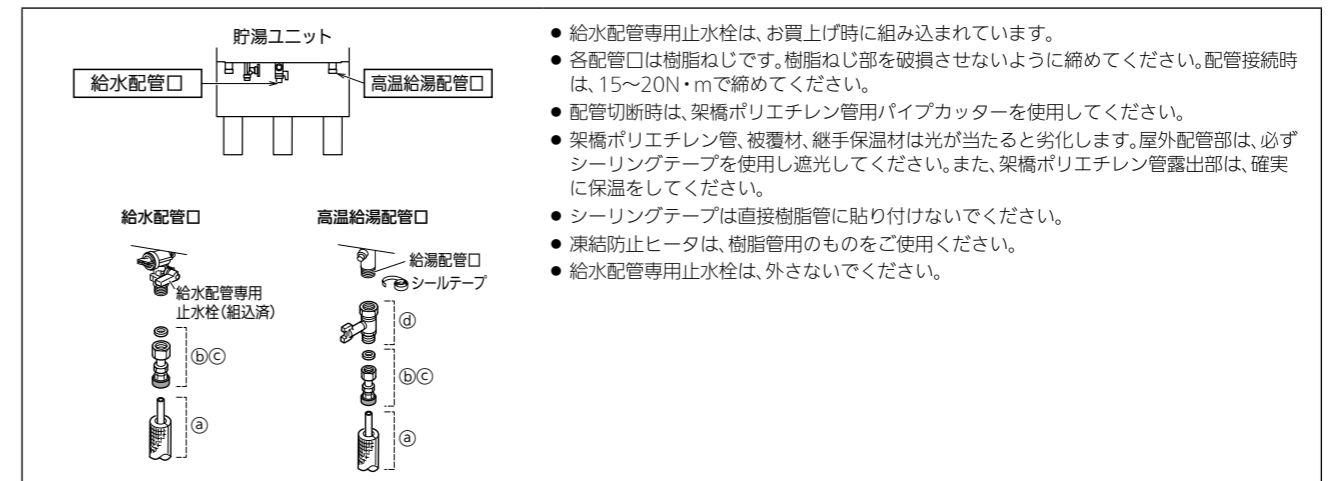 貯湯ユニット
給水配管口
高温給湯配管口
給水配管口
高温給湯配管口
給水配管専用
止水栓(組込済)
ⓑⓒ
ⓐ
給湯配管口
シールテープ
ⓓ
ⓑⓒ
ⓐ
● 給水配管専用止水栓は、お買上げ時に組み込まれています。
● 各配管口は樹脂ねじです。樹脂ねじ部を破損させないように締めてください。配管接続時
は、15～20N・mで締めてください。
● 配管切断時は、架橋ポリエチレン管用パイプカッターを使用してください。
● 架橋ポリエチレン管、被覆材、継手保温材は光が当たると劣化します。屋外配管部は、必ず
シーリングテープを使用し遮光してください。また、架橋ポリエチレン管露出部は、確実
に保温をしてください。
● シーリングテープは直接樹脂管に貼り付けないでください。
● 凍結防止ヒータは、樹脂管用のものをご使用ください。
● 給水配管専用止水栓は、外さないでください。